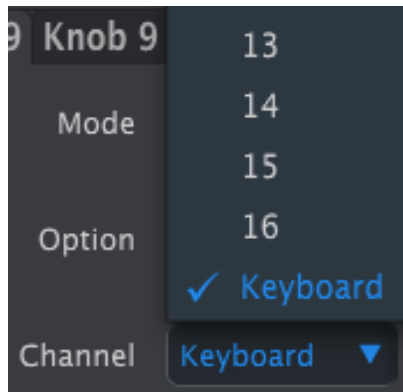 9 Knob 9
13
Mode
14
15
Option
16
✓ Keyboard
Channel Keyboard ▼